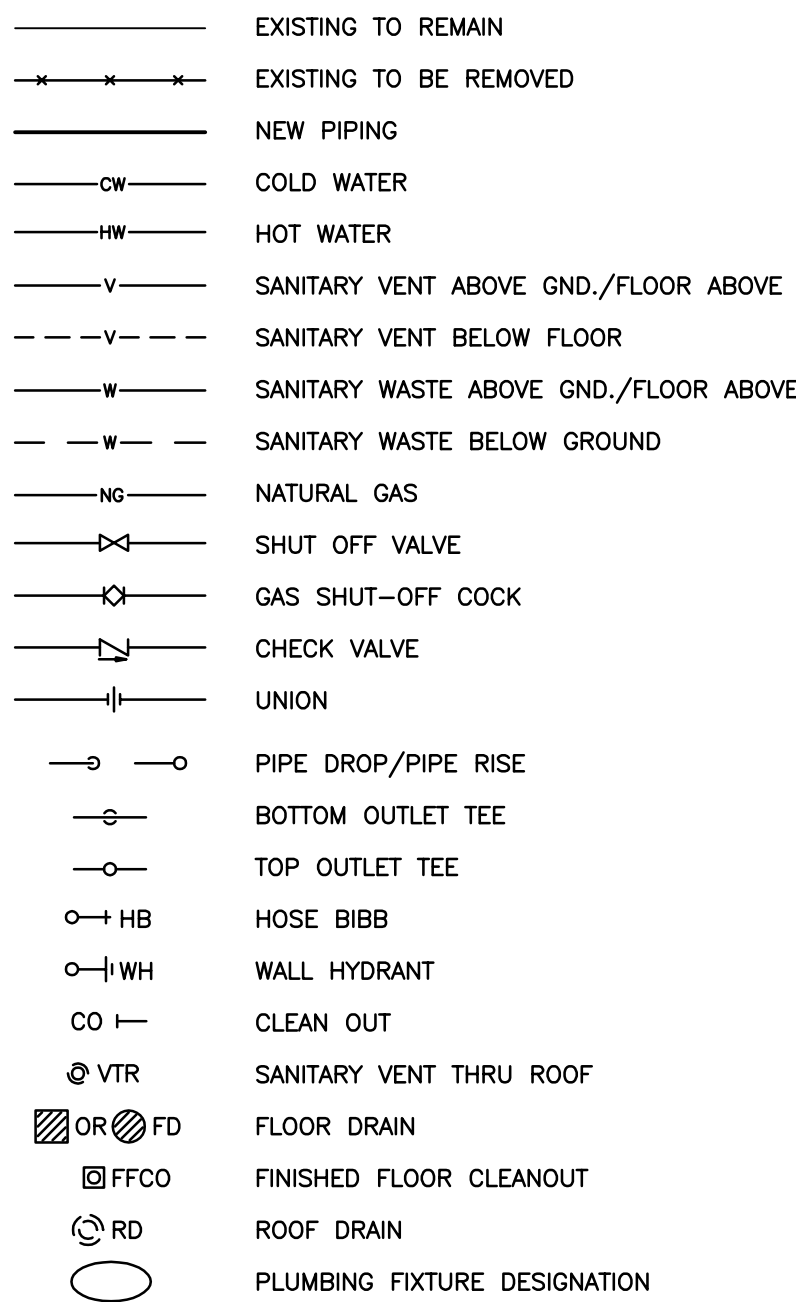 EXISTING TO REMAIN
EXISTING TO BE REMOVED
NEW PIPING
CW COLD WATER
HW HOT WATER
V SANITARY VENT ABOVE GND./FLOOR ABOVE
V SANITARY VENT BELOW FLOOR
W SANITARY WASTE ABOVE GND./FLOOR ABOVE
W SANITARY WASTE BELOW GROUND
NG NATURAL GAS
SHUT OFF VALVE
GAS SHUT-OFF COCK
CHECK VALVE
UNION
PIPE DROP/PIPE RISE
BOTTOM OUTLET TEE
TOP OUTLET TEE
HB HOSE BIBB
WH WALL HYDRANT
CO CLEAN OUT
VTR SANITARY VENT THRU ROOF
OR FD FLOOR DRAIN
FFCO FINISHED FLOOR CLEANOUT
RD ROOF DRAIN
PLUMBING FIXTURE DESIGNATION